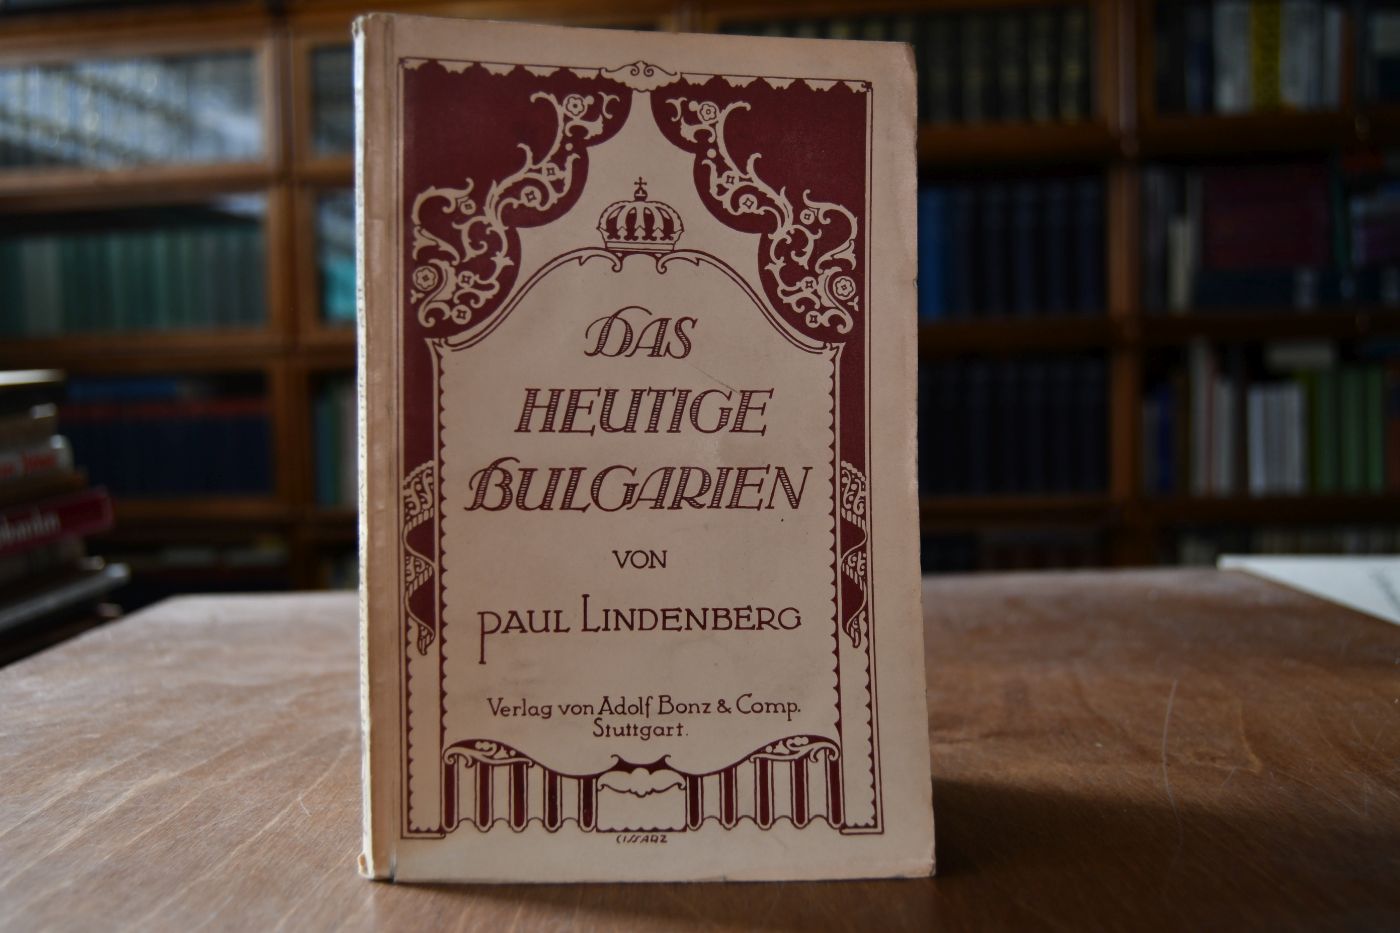 DAS
HEUTIGE
BULGARIEN
VON
PAUL LINDENBERG
Verlag von Adolf Bonz & Comp.
Stuttgart.
CISSARZ